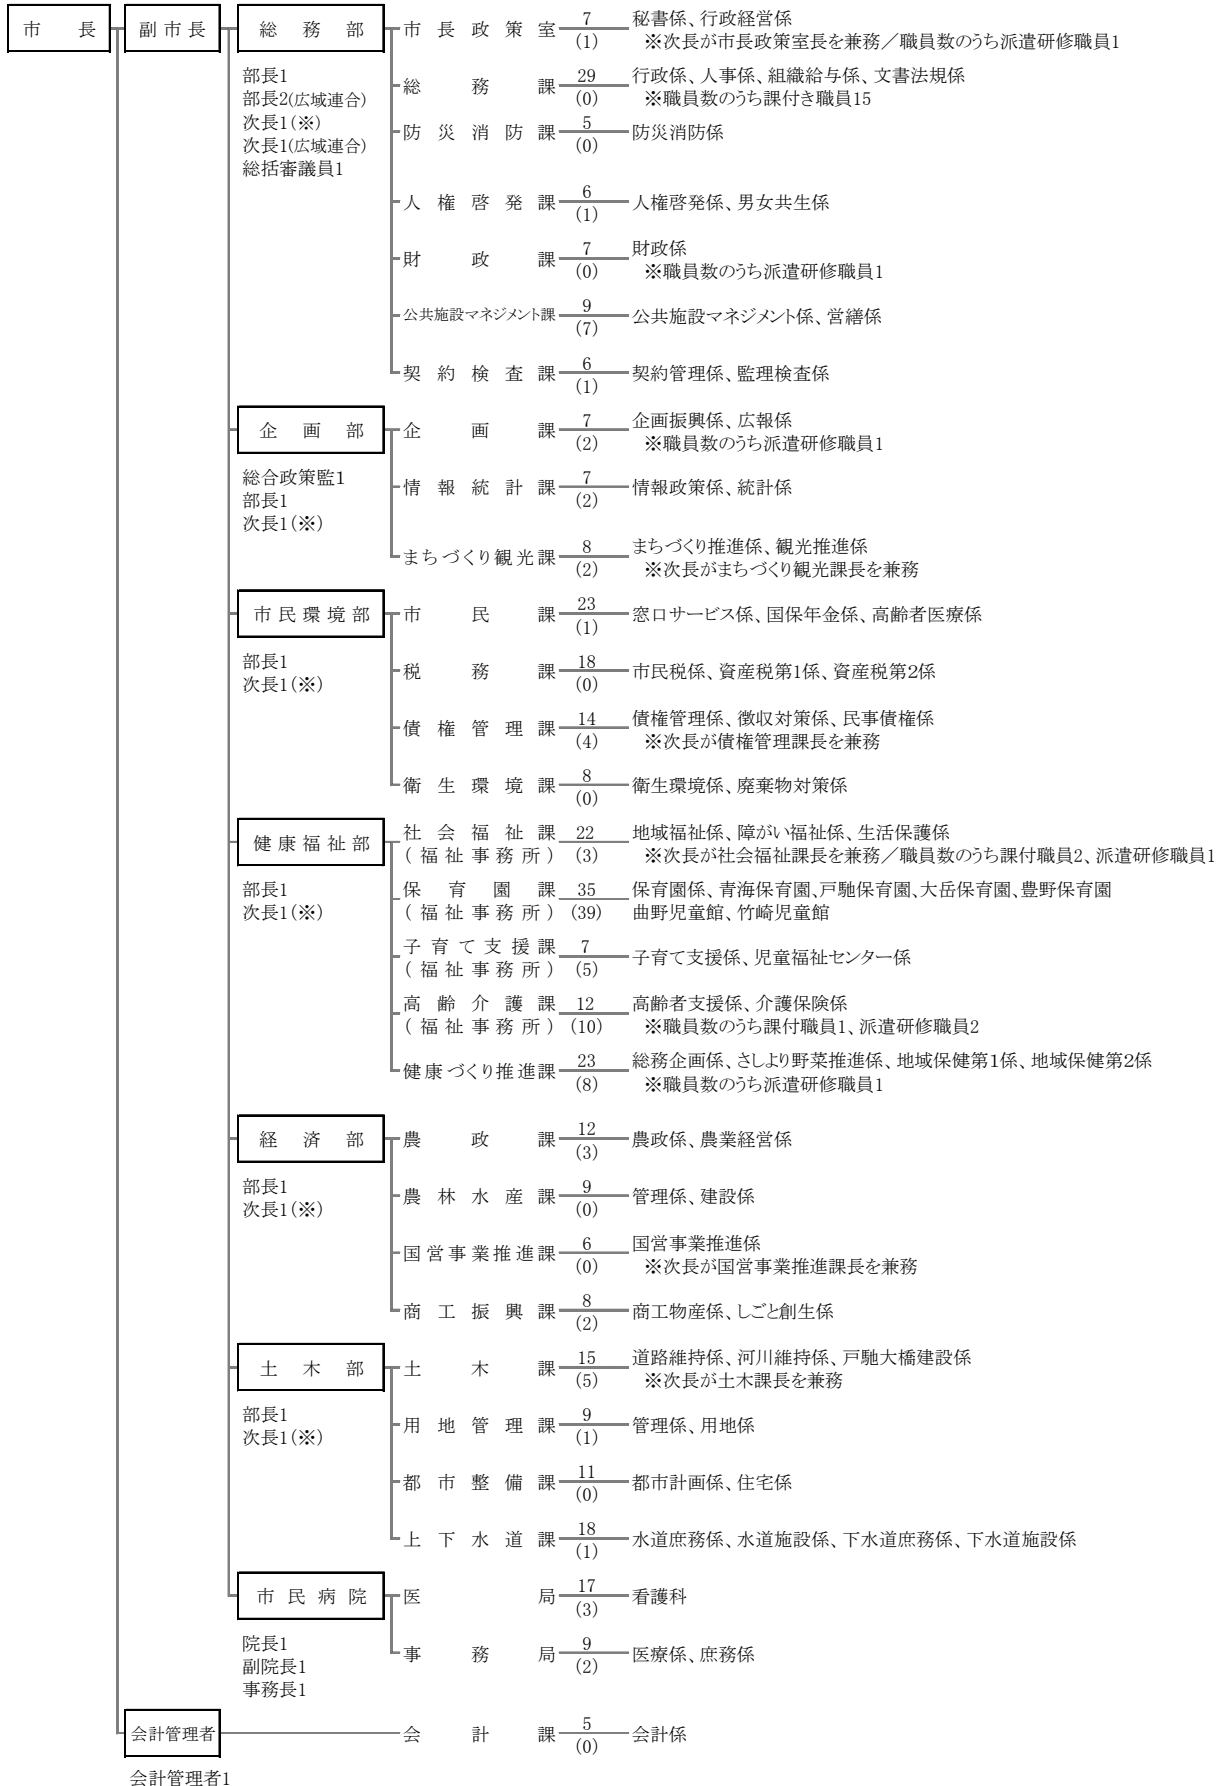 市長 副市長 総務部 市長政策室 7 秘書係、行政経営係
(1) ※次長が市長政策室長を兼務／職員数のうち派遣研修職員1
部長1
部長2(広域連合)
次長1(※)
次長1(広域連合)
総括審議員1
総務課 29 行政係、人事係、組織給与係、文書法規係
(0) ※職員数のうち課付き職員15
防災消防課 5 防災消防係
(0)
人権啓発課 6 人権啓発係、男女共生係
(1)
財政課 7 財政係
(0) ※職員数のうち派遣研修職員1
公共施設マネジメント課 9 公共施設マネジメント係、営繕係
(7)
契約検査課 6 契約管理係、監理検査係
(1)
企画部 企画課 7 企画振興係、広報係
(2) ※職員数のうち派遣研修職員1
総合政策監1
部長1
次長1(※)
情報統計課 7 情報政策係、統計係
(2)
まちづくり観光課 8 まちづくり推進係、観光推進係
(2) ※次長がまちづくり観光課長を兼務
市民環境部 市民課 23 窓口サービス係、国保年金係、高齢者医療係
(1)
部長1
次長1(※)
税務課 18 市民税係、資産税第1係、資産税第2係
(0)
債権管理課 14 債権管理係、徴収対策係、民事債権係
(4) ※次長が債権管理課長を兼務
衛生環境課 8 衛生環境係、廃棄物対策係
(0)
健康福祉部 社会福祉課 22 地域福祉係、障がい福祉係、生活保護係
(福祉事務所) (3) ※次長が社会福祉課長を兼務／職員数のうち課付職員2、派遣研修職員1
部長1
次長1(※)
保育園課 35 保育園係、青海保育園、戸馳保育園、大岳保育園、豊野保育園
(福祉事務所) (39) 曲野児童館、竹崎児童館
子育て支援課 7 子育て支援係、児童福祉センター係
(福祉事務所) (5)
高齢介護課 12 高齢者支援係、介護保険係
(福祉事務所) (10) ※職員数のうち課付職員1、派遣研修職員2
健康づくり推進課 23 総務企画係、さしより野菜推進係、地域保健第1係、地域保健第2係
(8) ※職員数のうち派遣研修職員1
経済部 農政課 12 農政係、農業経営係
(3)
部長1
次長1(※)
農林水産課 9 管理係、建設係
(0)
国営事業推進課 6 国営事業推進係
(0) ※次長が国営事業推進課長を兼務
商工振興課 8 商工物産係、しごと創生係
(2)
土木部 土木課 15 道路維持係、河川維持係、戸馳大橋建設係
(5) ※次長が土木課長を兼務
部長1
次長1(※)
用地管理課 9 管理係、用地係
(1)
都市整備課 11 都市計画係、住宅係
(0)
上下水道課 18 水道庶務係、水道施設係、下水道庶務係、下水道施設係
(1)
市民病院 医局 17 看護科
(3)
院長1
副院長1
事務長1
事務局 9 医療係、庶務係
(2)
会計管理者 会計課 5 会計係
(0)
会計管理者1